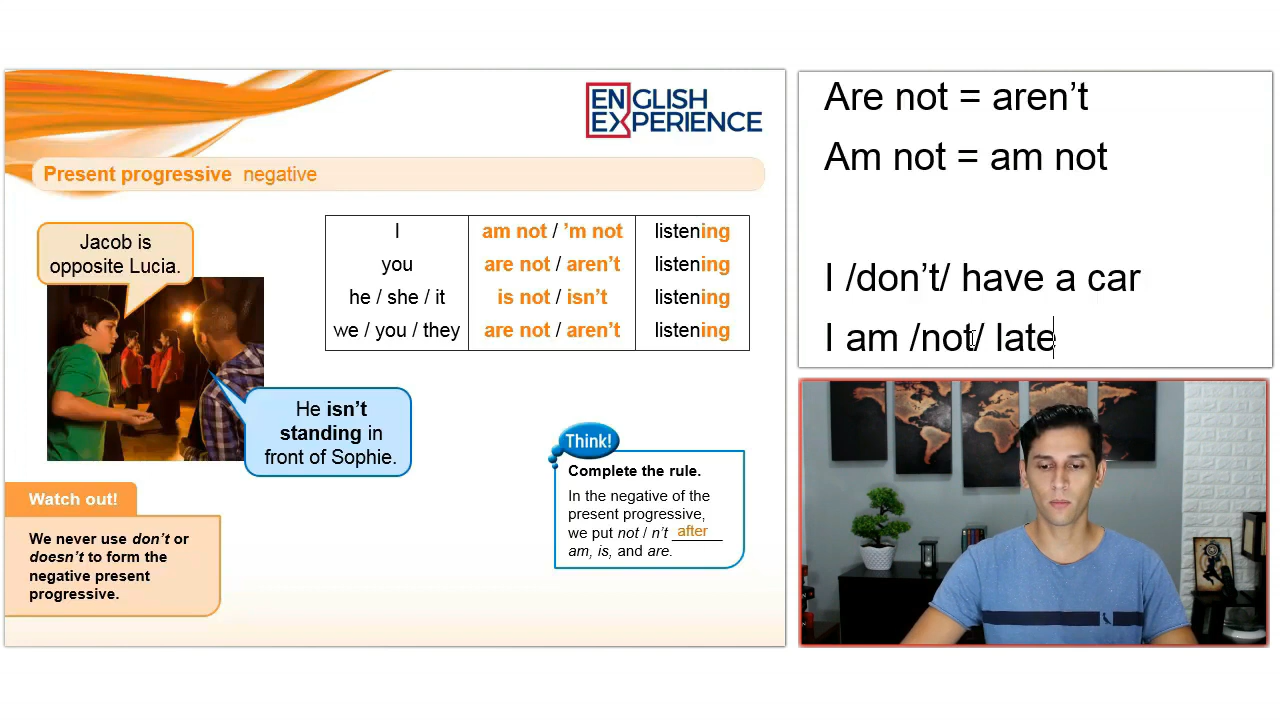 ENGLISH
EXPERIENCE
Present progressive negative
Jacob is
opposite Lucia.
I am not / 'm not listening
you are not / aren't listening
he / she / it is not / isn't listening
we / you / they are not / aren't listening
He isn't
standing in
front of Sophie.
Think!
Complete the rule.
In the negative of the
present progressive,
we put not / n't after
am, is, and are.
Watch out!
We never use don't or
doesn't to form the
negative present
progressive.
Are not = aren't
Am not = am not
I /don't/ have a car
I am /not/ late